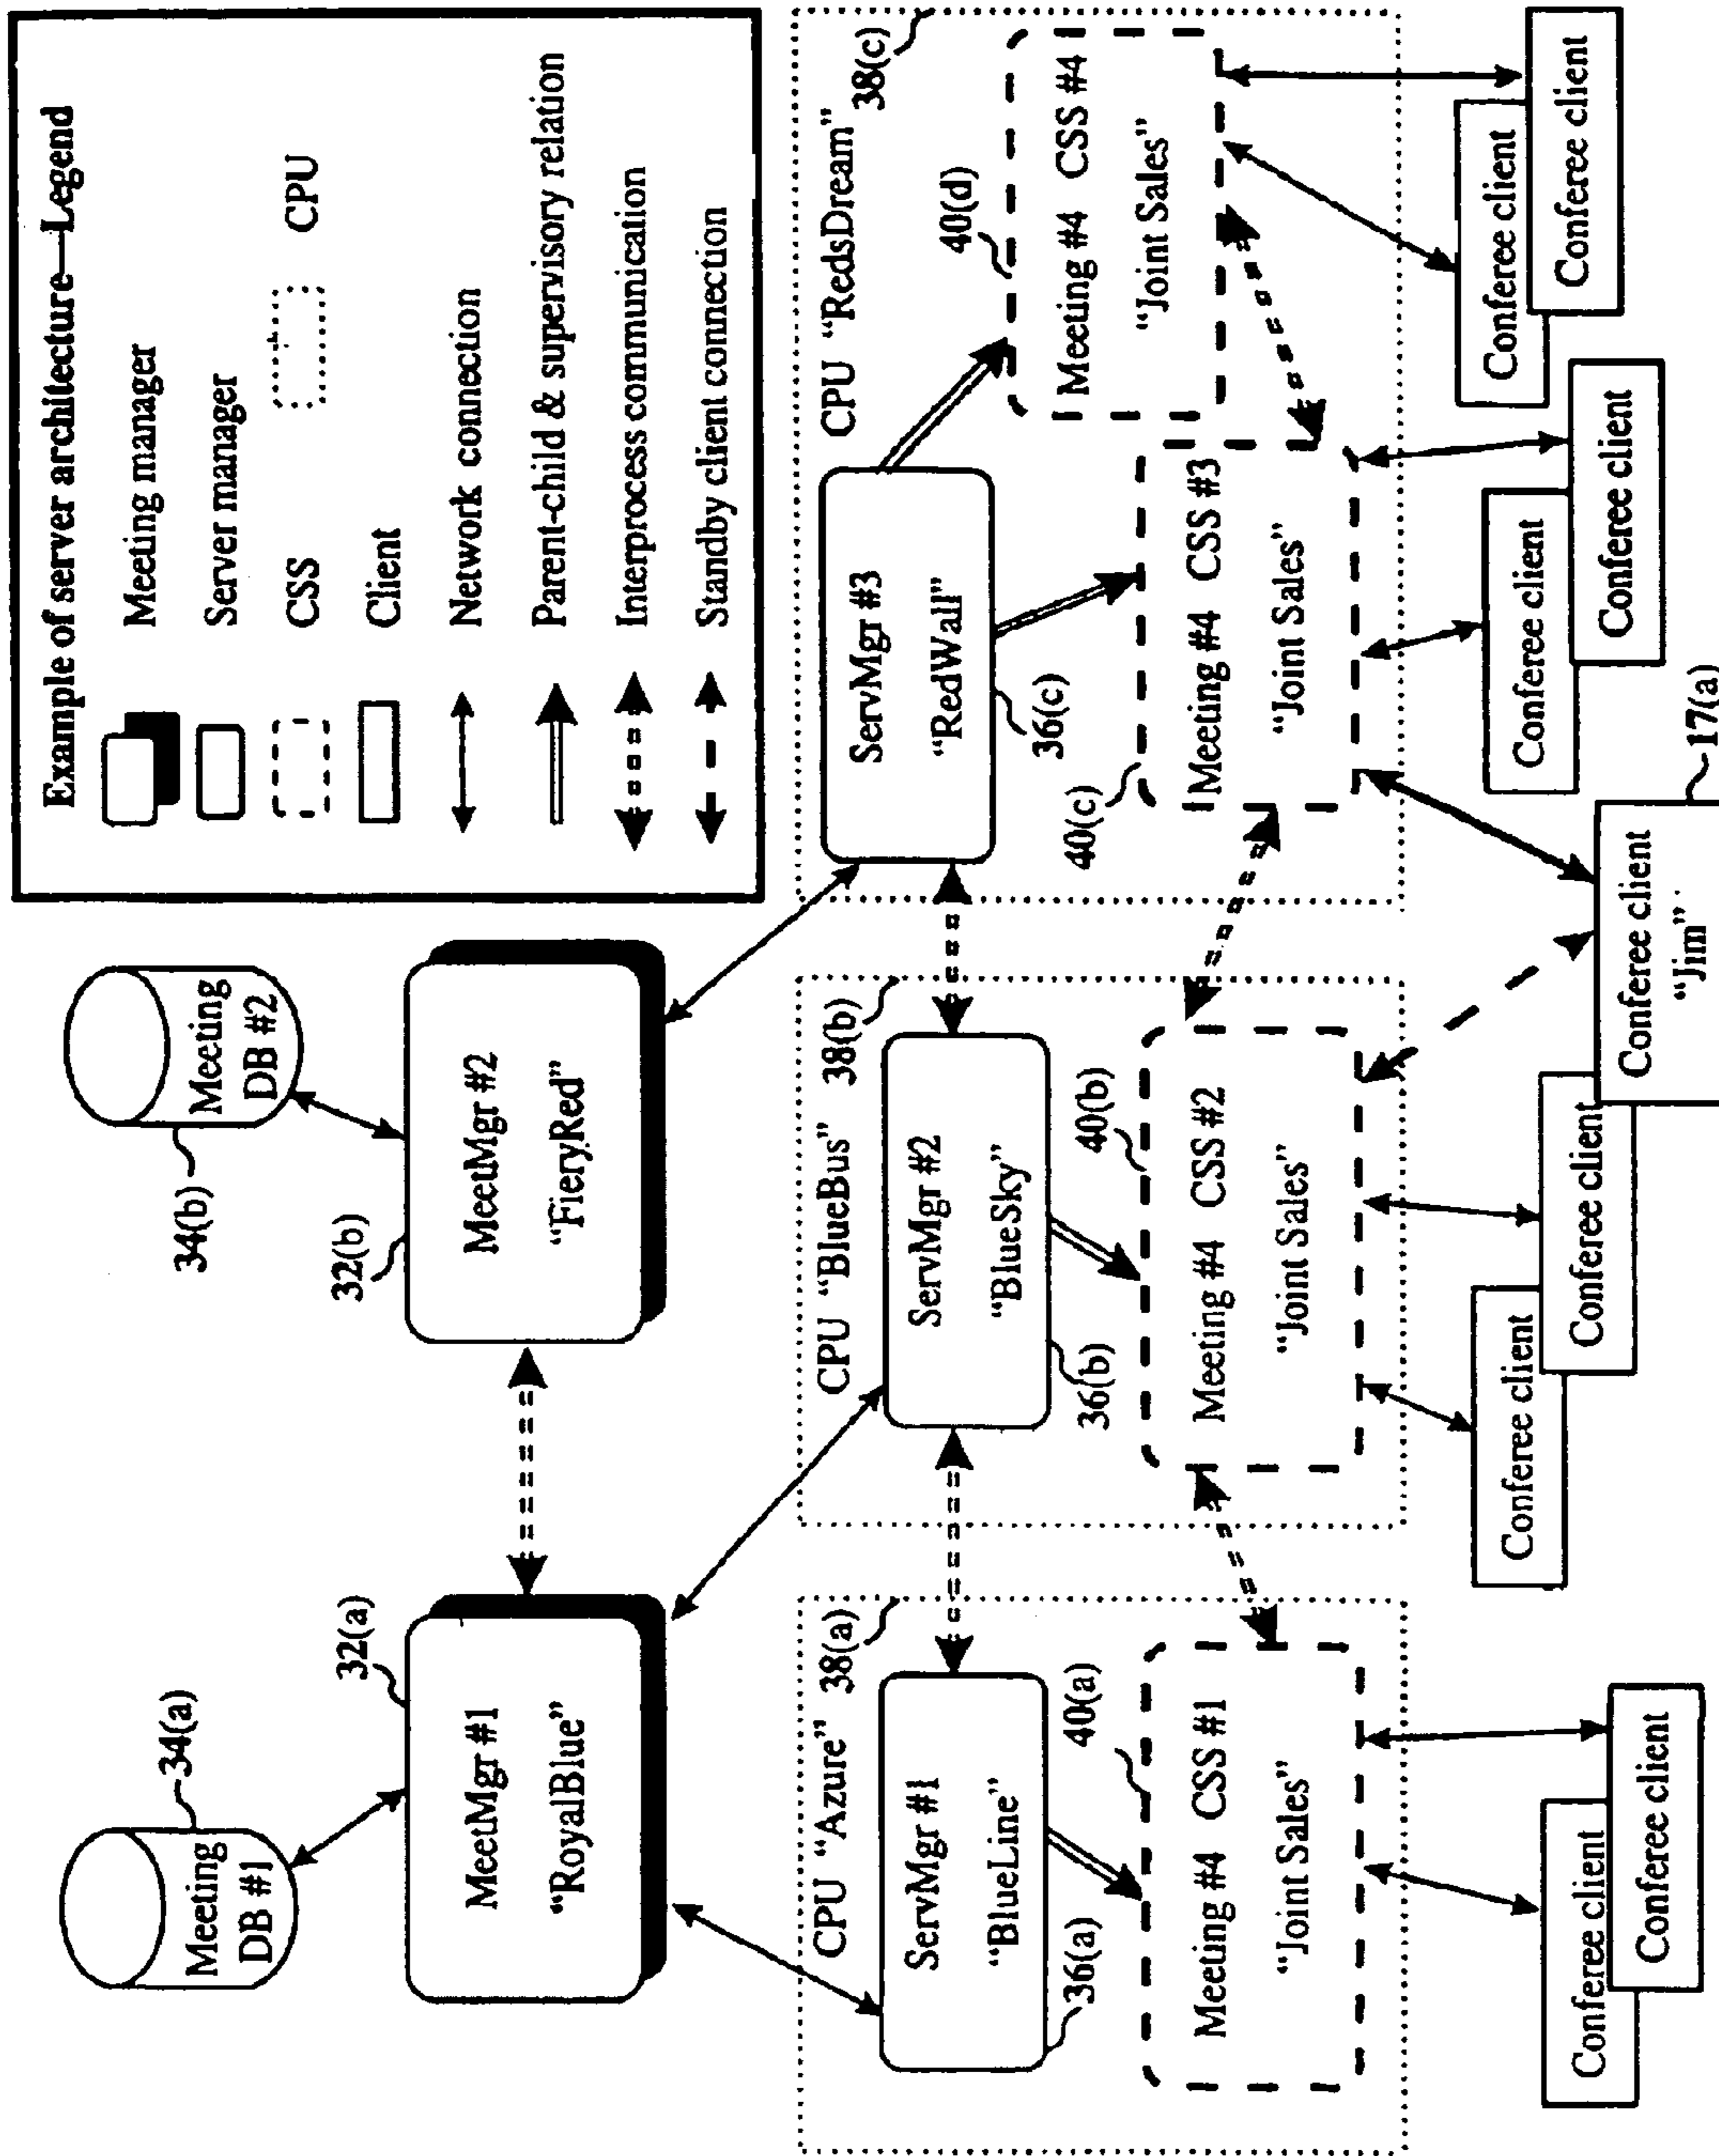 Example of server architecture—Legend
Meeting manager
Server manager
CSS
CPU
Client
Network connection
Parent-child & supervisory relation
Interprocess communication
Standby client connection
Meeting
DB #1
34(a)
Meeting
DB #2
34(b)
MeetMgr #1
"RoyalBlue"
32(a)
MeetMgr #2
"FieryRed"
32(b)
CPU "Azure" 38(a)
ServMgr #1
"BlueLine"
36(a)
40(a)
Meeting #4 CSS #1
"Joint Sales"
CPU "BlueBus" 38(b)
ServMgr #2
"BlueSky"
36(b)
40(b)
Meeting #4 CSS #2
"Joint Sales"
CPU "RedsDream"
38(c)
ServMgr #3
"RedWall"
36(c)
40(c)
Meeting #4 CSS #3
"Joint Sales"
40(d)
Meeting #4 CSS #4
"Joint Sales"
Conferee client
Conferee client
Conferee client
Conferee client
Conferee client
"Jim"
17(a)
Conferee client
Conferee client
Conferee client
Conferee client